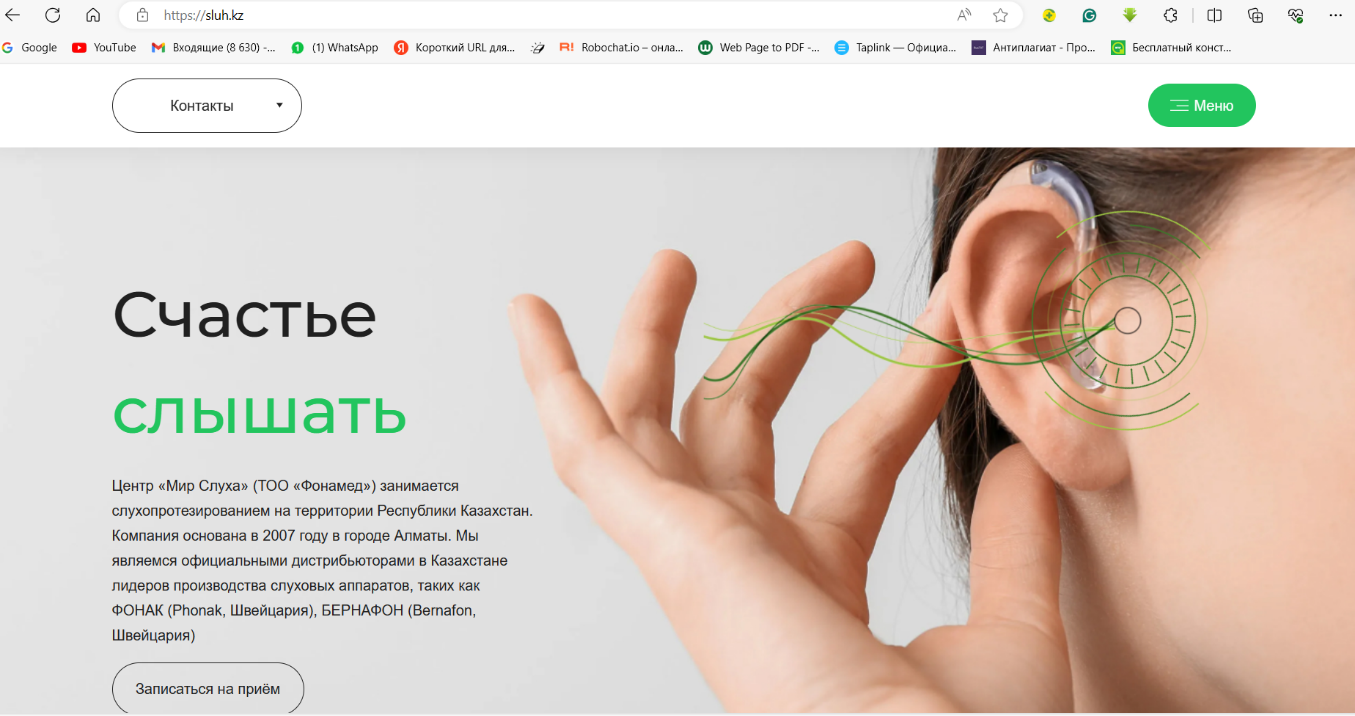 https://sluh.kz
Google YouTube Входящие (8 630) -... (1) WhatsApp Короткий URL для... Robochat.io – онла... Web Page to PDF -... Taplink — Официа... Антиплагиат - Про... Бесплатный конст...
Контакты
Меню
Счастье
слышать
Центр «Мир Слуха» (ТОО «Фонамед») занимается
слухопротезированием на территории Республики Казахстан.
Компания основана в 2007 году в городе Алматы. Мы
являемся официальными дистрибьюторами в Казахстане
лидеров производства слуховых аппаратов, таких как
ФОНАК (Phonak, Швейцария), БЕРНАФОН (Bernafon,
Швейцария)
Записаться на приём